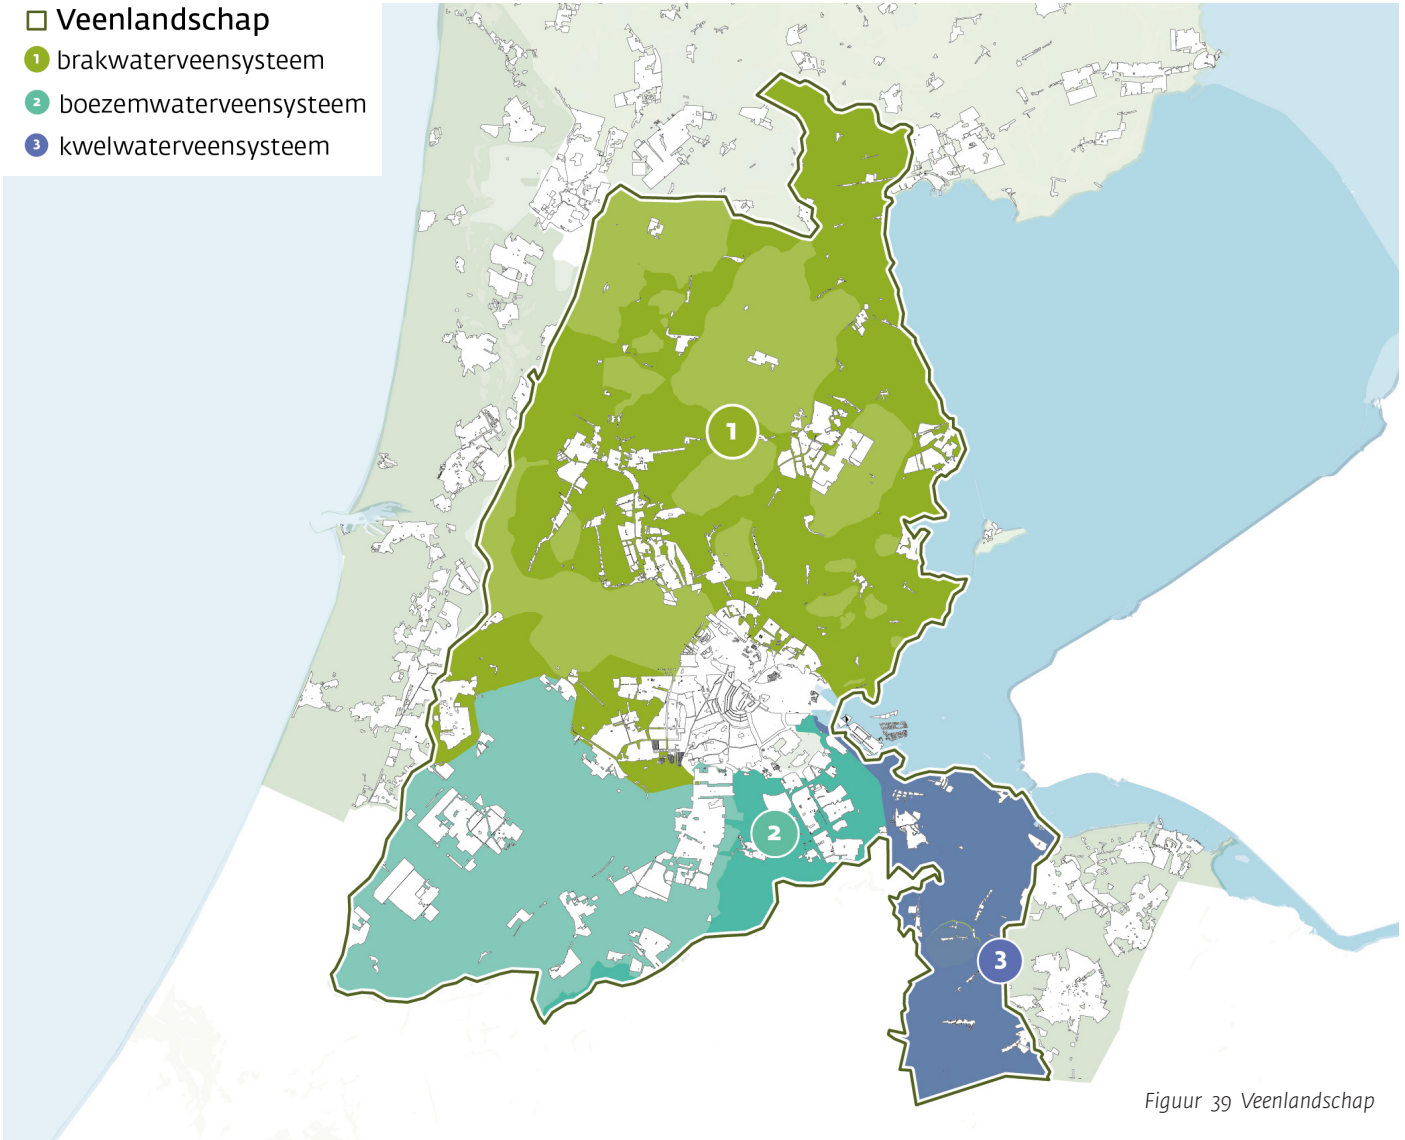 Veenlandschap
1 brakwaterveensysteem
2 boezemwaterveensysteem
3 kwelwaterveensysteem
1
2
3
Figuur 39 Veenlandschap